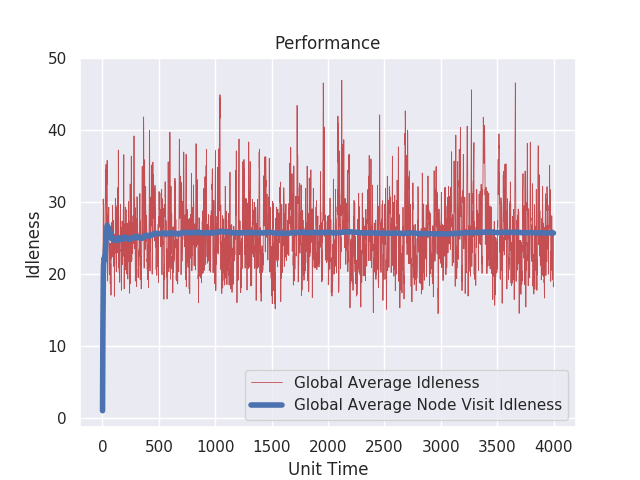 Performance
Idleness
50
40
30
20
10
0
Global Average Idleness
Global Average Node Visit Idleness
0 500 1000 1500 2000 2500 3000 3500 4000
Unit Time